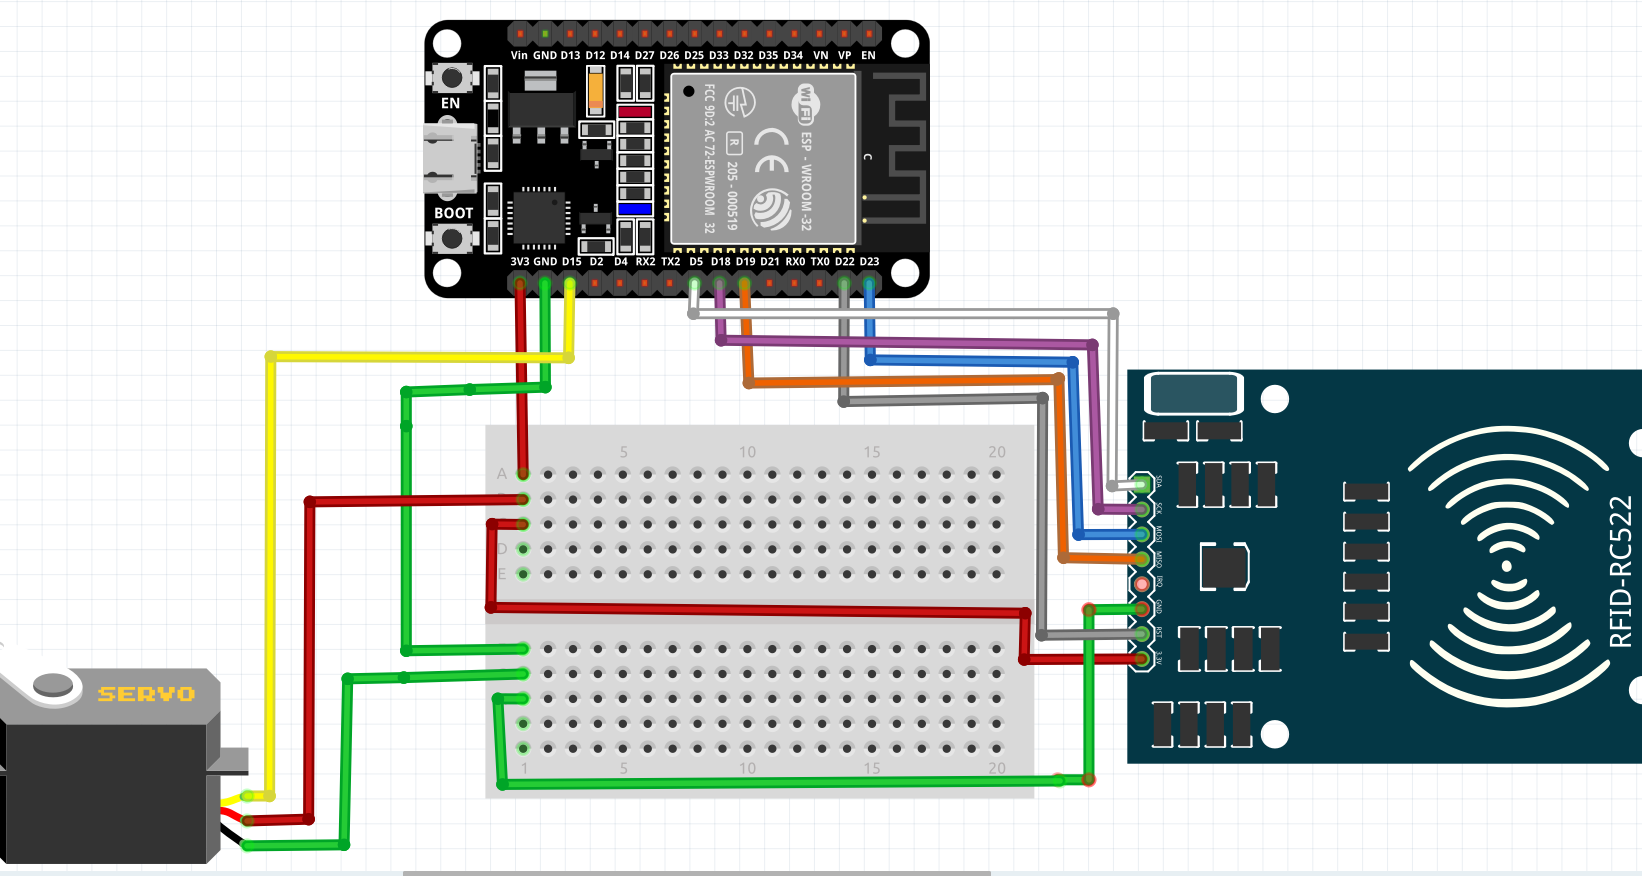 Vin GND D13 D12 D14 D27 D26 D25 D33 D32 D35 D34 VN VP EN
EN
BOOT
FCC 9D:2 AC 72-ESPWROOM 32
R
205 - 000519
CE
Wi Fi
ESP - WROOM -32
C
3V3 GND D15 D2 D4 RX2 TX2 D5 D18 D19 D21 RX0 TX0 D22 D23
5 10 15 20
A
D
E
1 5 10 15 20
SERVO
SDA
SCK
MOSI
MISO
IRQ
GND
RST
3.3V
RFID-RC522